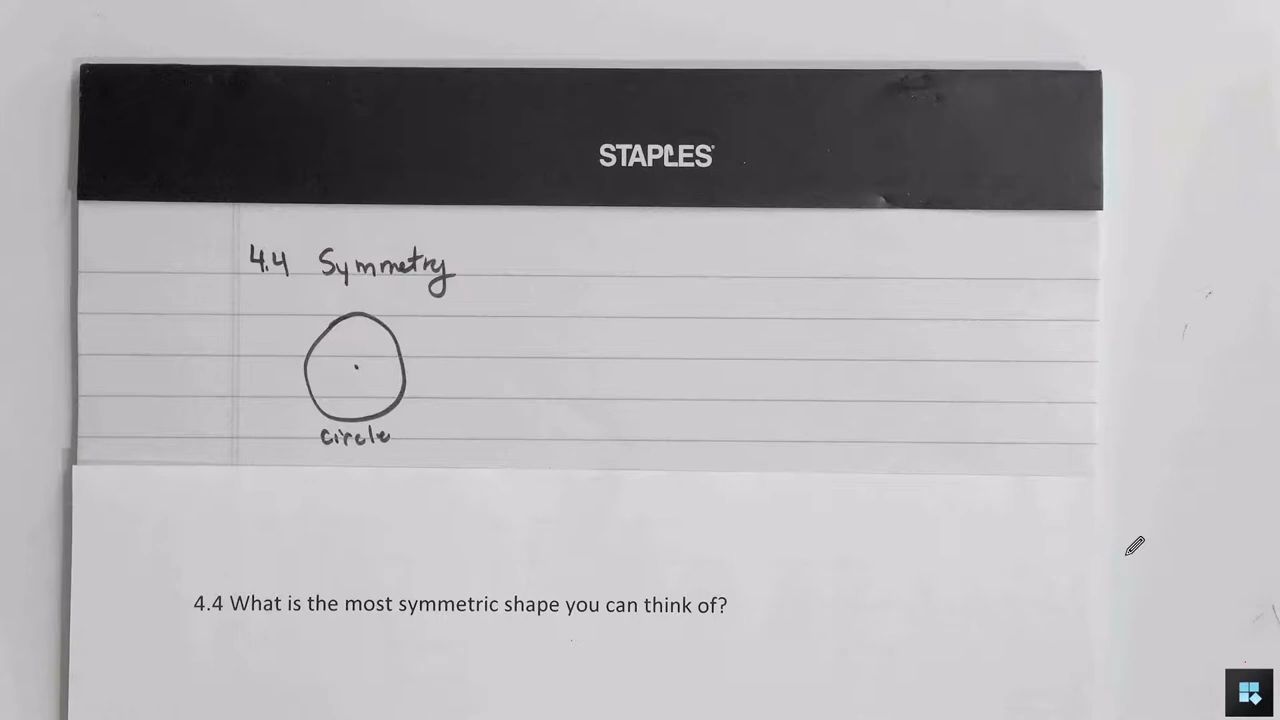 STAPLES
4.4 Symmetry
circle
4.4 What is the most symmetric shape you can think of?